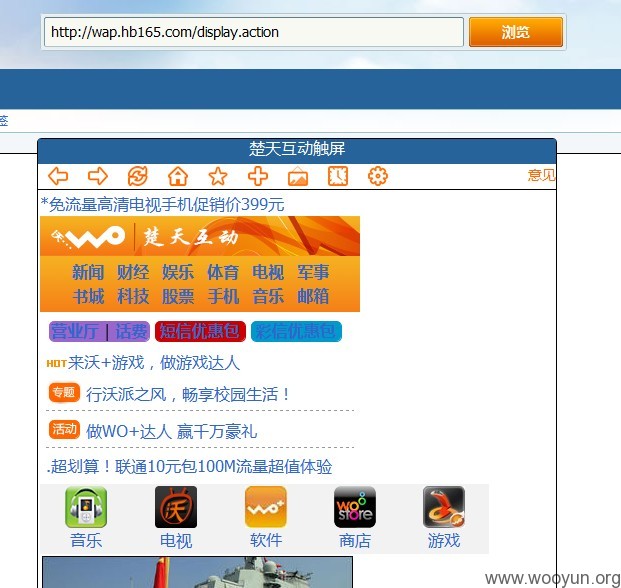 http://wap.hb165.com/display.action 浏览
签
楚天互动触屏
意见
*免流量高清电视手机促销价399元
WO 楚天互动
新闻 财经 娱乐 体育 电视 军事
书城 科技 股票 手机 音乐 邮箱
营业厅 | 话费 短信优惠包 彩信优惠包
HOT来沃+游戏，做游戏达人
专题 行沃派之风，畅享校园生活！
活动 做WO+达人 赢千万豪礼
.超划算！联通10元包100M流量超值体验
沃 wo+ wo store
音乐 电视 软件 商店 游戏
www.wooyun.org